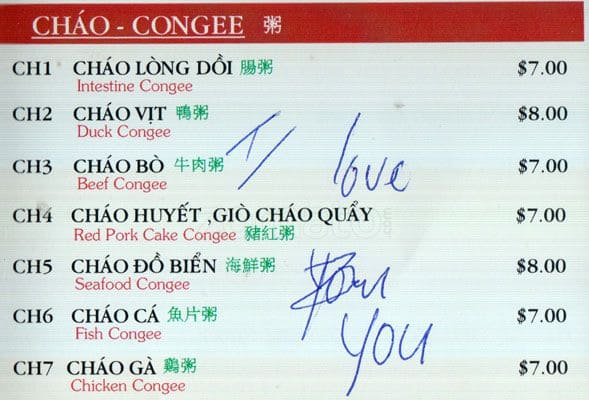 CHÁO - CONGEE 粥
CH1 CHÁO LÒNG DỒI 腸粥 $7.00
Intestine Congee
CH2 CHÁO VỊT 鴨粥 $8.00
Duck Congee
I love
CH3 CHÁO BÒ 牛肉粥 $7.00
Beef Congee
CH4 CHÁO HUYẾT ,GIÒ CHÁO QUẨY $7.00
Red Pork Cake Congee 豬紅粥
CH5 CHÁO ĐỒ BIỂN 海鮮粥 $8.00
Seafood Congee
CH6 CHÁO CÁ 魚片粥 $7.00
Fish Congee
YOU
CH7 CHÁO GÀ 鷄粥 $7.00
Chicken Congee